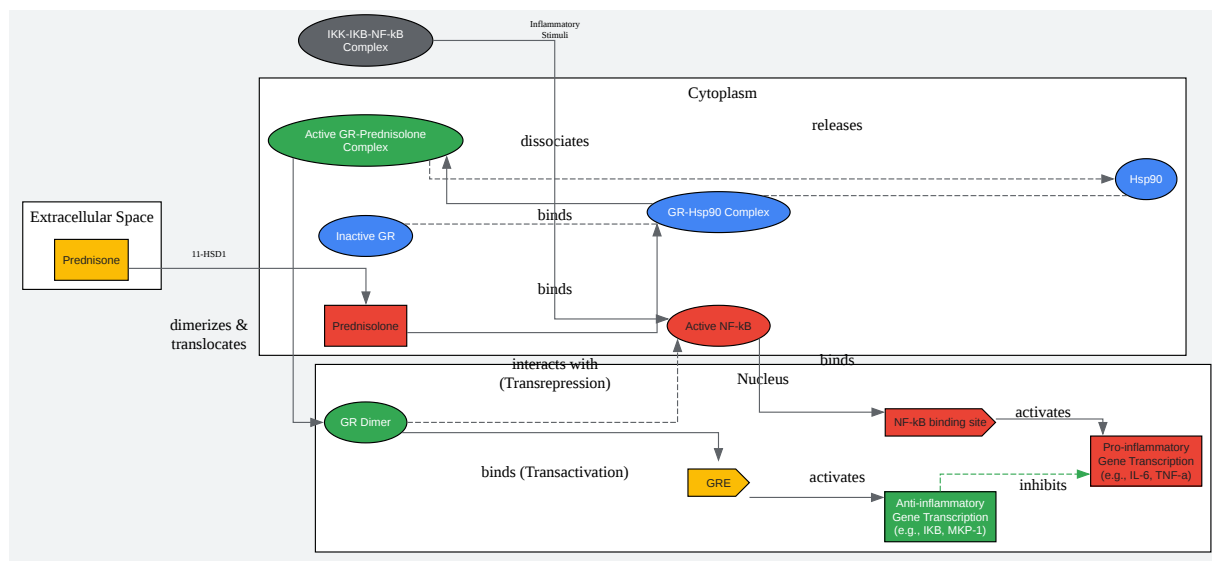 IKK-IKB-NF-kB
Complex
Inflammatory
Stimuli
Cytoplasm
releases
Active GR-Prednisolone
Complex
dissociates
Hsp90
Extracellular Space
binds
GR-Hsp90 Complex
Inactive GR
Prednisone
11-HSD1
binds
dimerizes &
translocates
Prednisolone
Active NF-kB
interacts with
(Transrepression)
binds
Nucleus
GR Dimer
NF-kB binding site
activates
Pro-inflammatory
Gene Transcription
(e.g., IL-6, TNF-a)
binds (Transactivation)
GRE
activates
inhibits
Anti-inflammatory
Gene Transcription
(e.g., IKB, MKP-1)